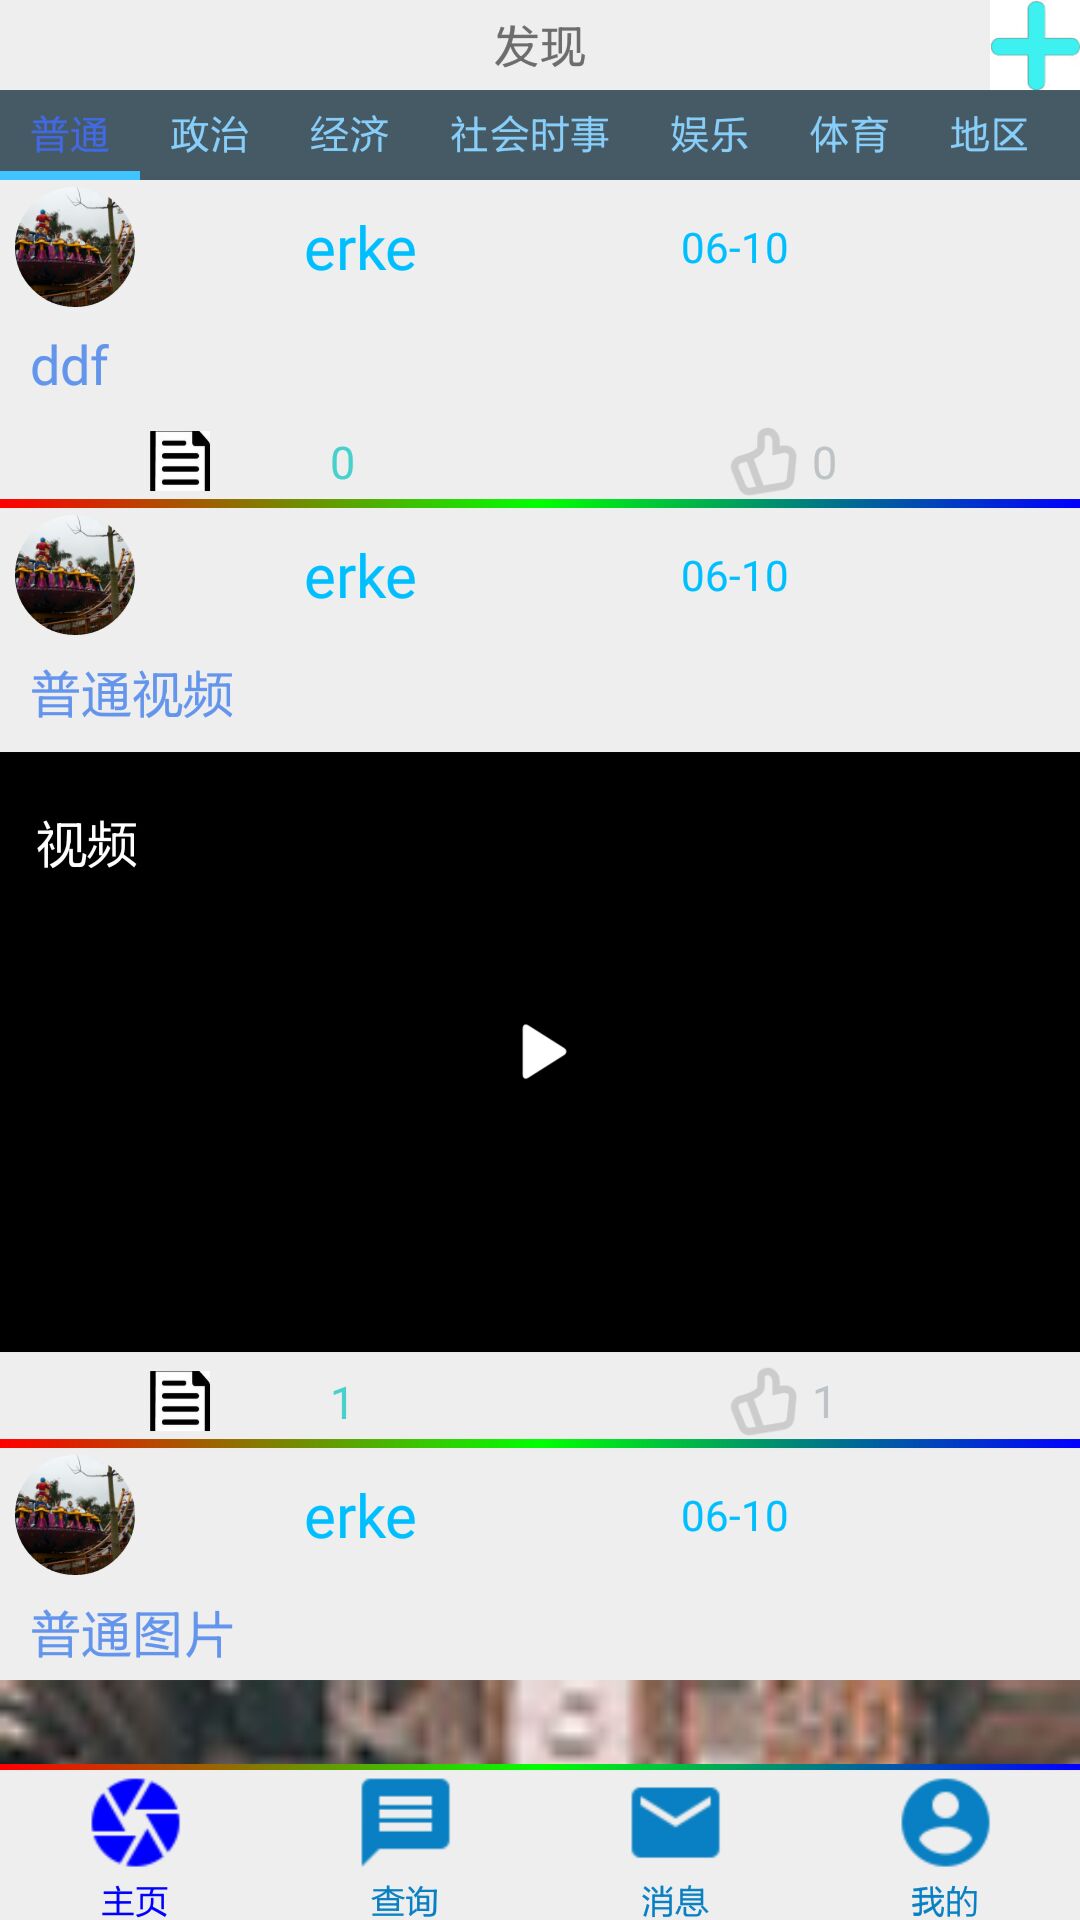 发现
普通 政治 经济 社会时事 娱乐 体育 地区
erke 06-10
ddf
0 0
erke 06-10
普通视频
视频
1 1
erke 06-10
普通图片
主页 查询 消息 我的